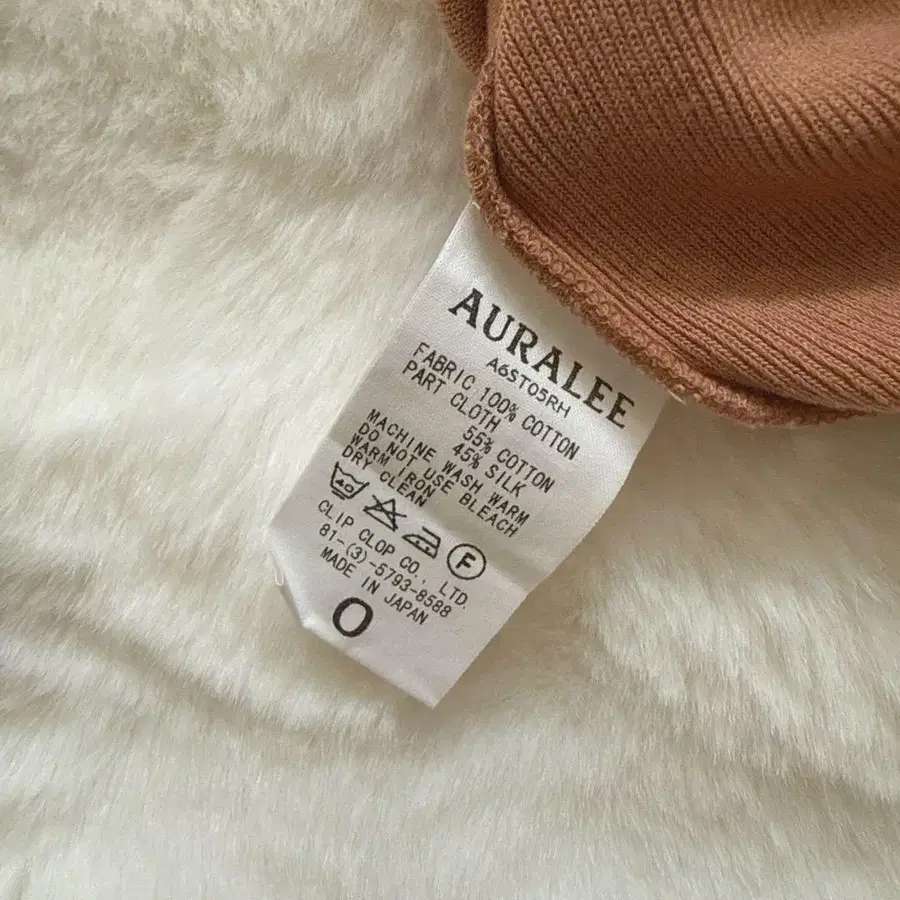 AURALEE
A6ST05RH
FABRIC 100% COTTON
PART CLOTH
55% COTTON
45% SILK
MACHINE WASH WARM
DO NOT USE BLEACH
WARM IRON
DRY CLEAN
F
CLIP CLOP CO., LTD.
81-(3)-5793-8588
MADE IN JAPAN
0